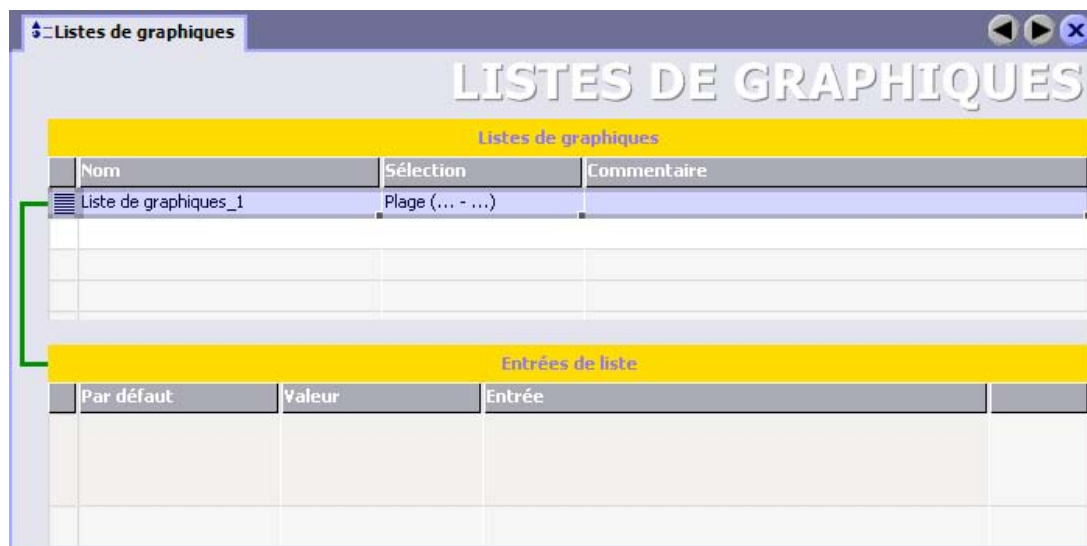 Listes de graphiques
LISTES DE GRAPHIQUES
Listes de graphiques
Nom Sélection Commentaire
Liste de graphiques_1 Plage (... - ...)
Entrées de liste
Par défaut Valeur Entrée